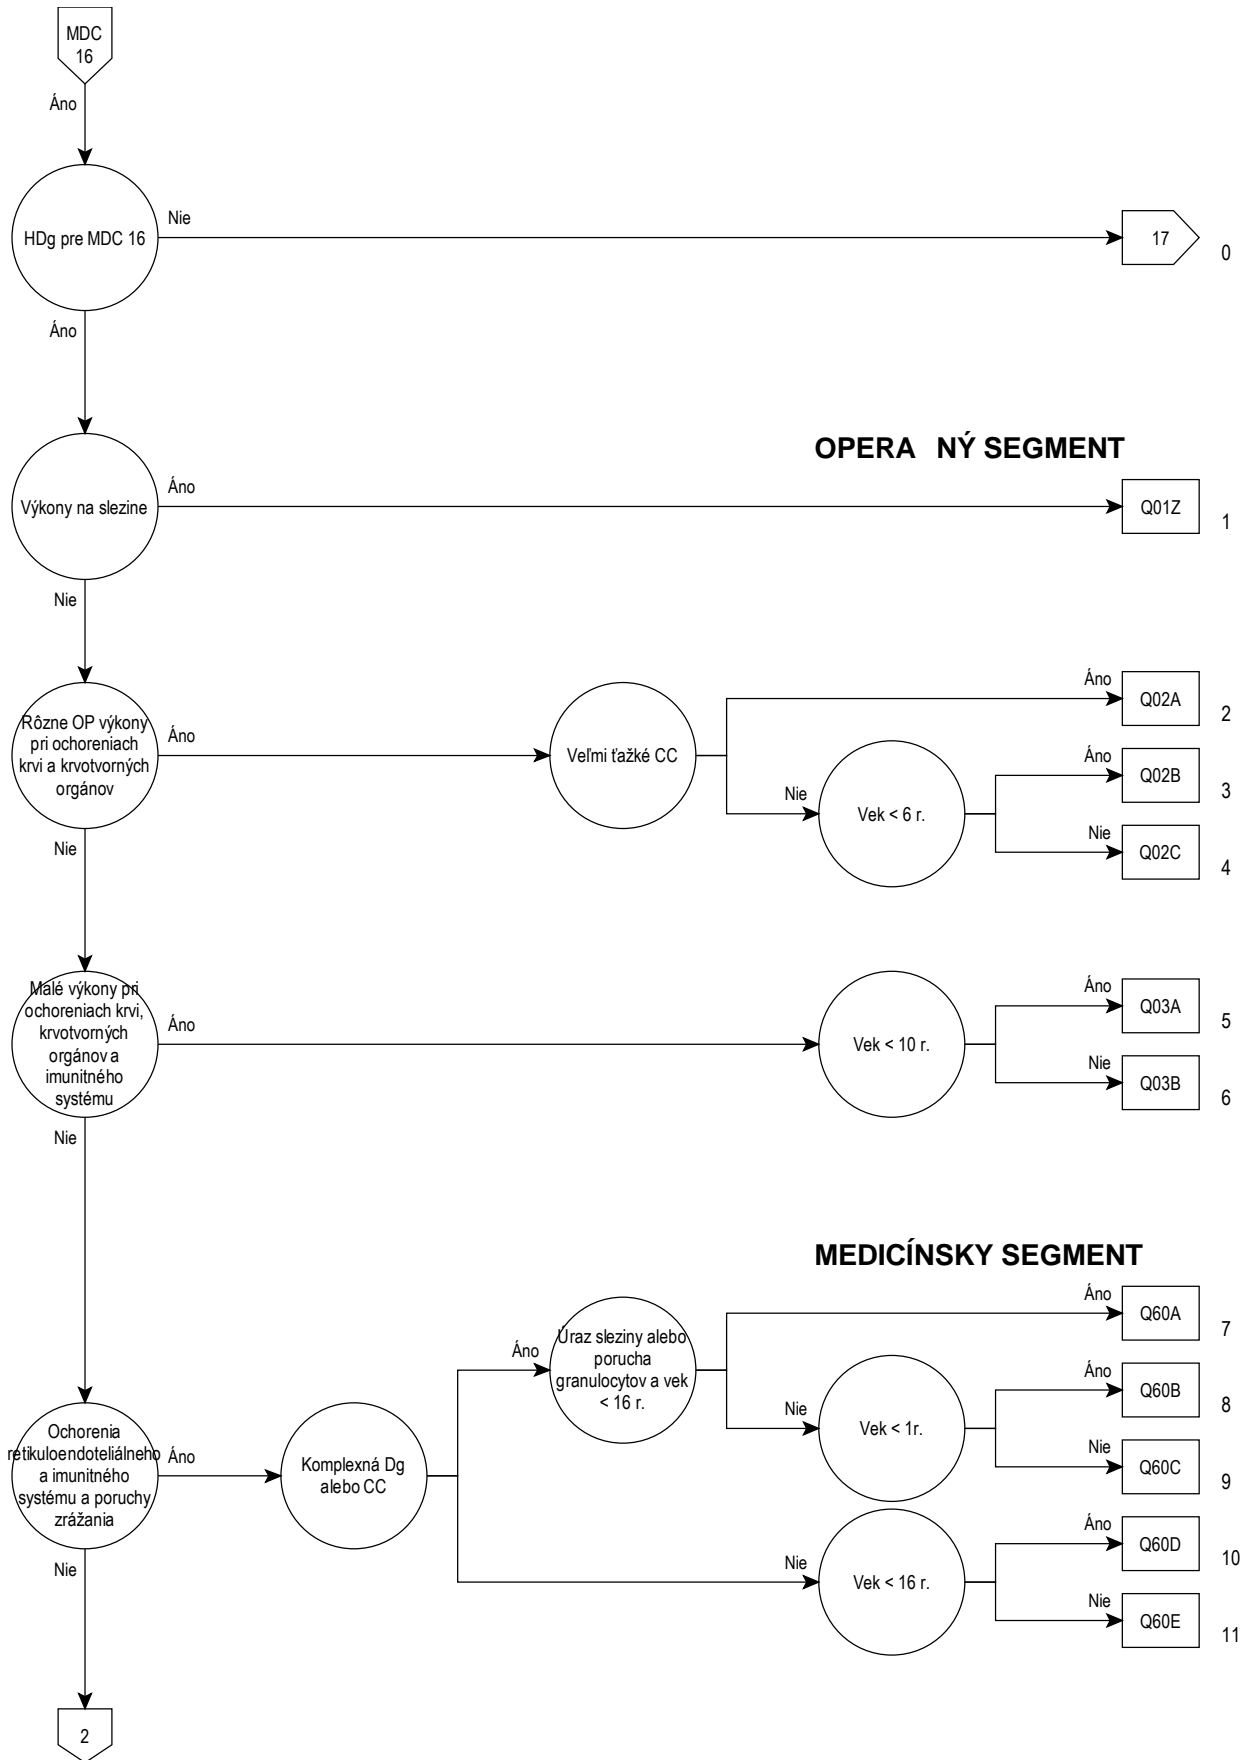 MDC
16
Áno
HDg pre MDC 16
Nie
17
0
Áno
OPERA NÝ SEGMENT
Výkony na slezine
Áno
Q01Z
1
Nie
Rôzne OP výkony
pri ochoreniach
krvi a krvotvorných
orgánov
Áno
Veľmi ťažké CC
Áno
Q02A
2
Nie
Vek < 6 r.
Áno
Q02B
3
Nie
Q02C
4
Nie
Malé výkony pri
ochoreniach krvi,
krvotvorných
orgánov a
imunitného
systému
Áno
Vek < 10 r.
Áno
Q03A
5
Nie
Q03B
6
Nie
MEDICÍNSKY SEGMENT
Ochorenia
retikuloendoteliálneho
a imunitného
systému a poruchy
zrážania
Áno
Komplexná Dg
alebo CC
Áno
Úraz sleziny alebo
porucha
granulocytov a vek
< 16 r.
Áno
Q60A
7
Nie
Vek < 1r.
Áno
Q60B
8
Nie
Q60C
9
Nie
Vek < 16 r.
Áno
Q60D
10
Nie
Q60E
11
Nie
2